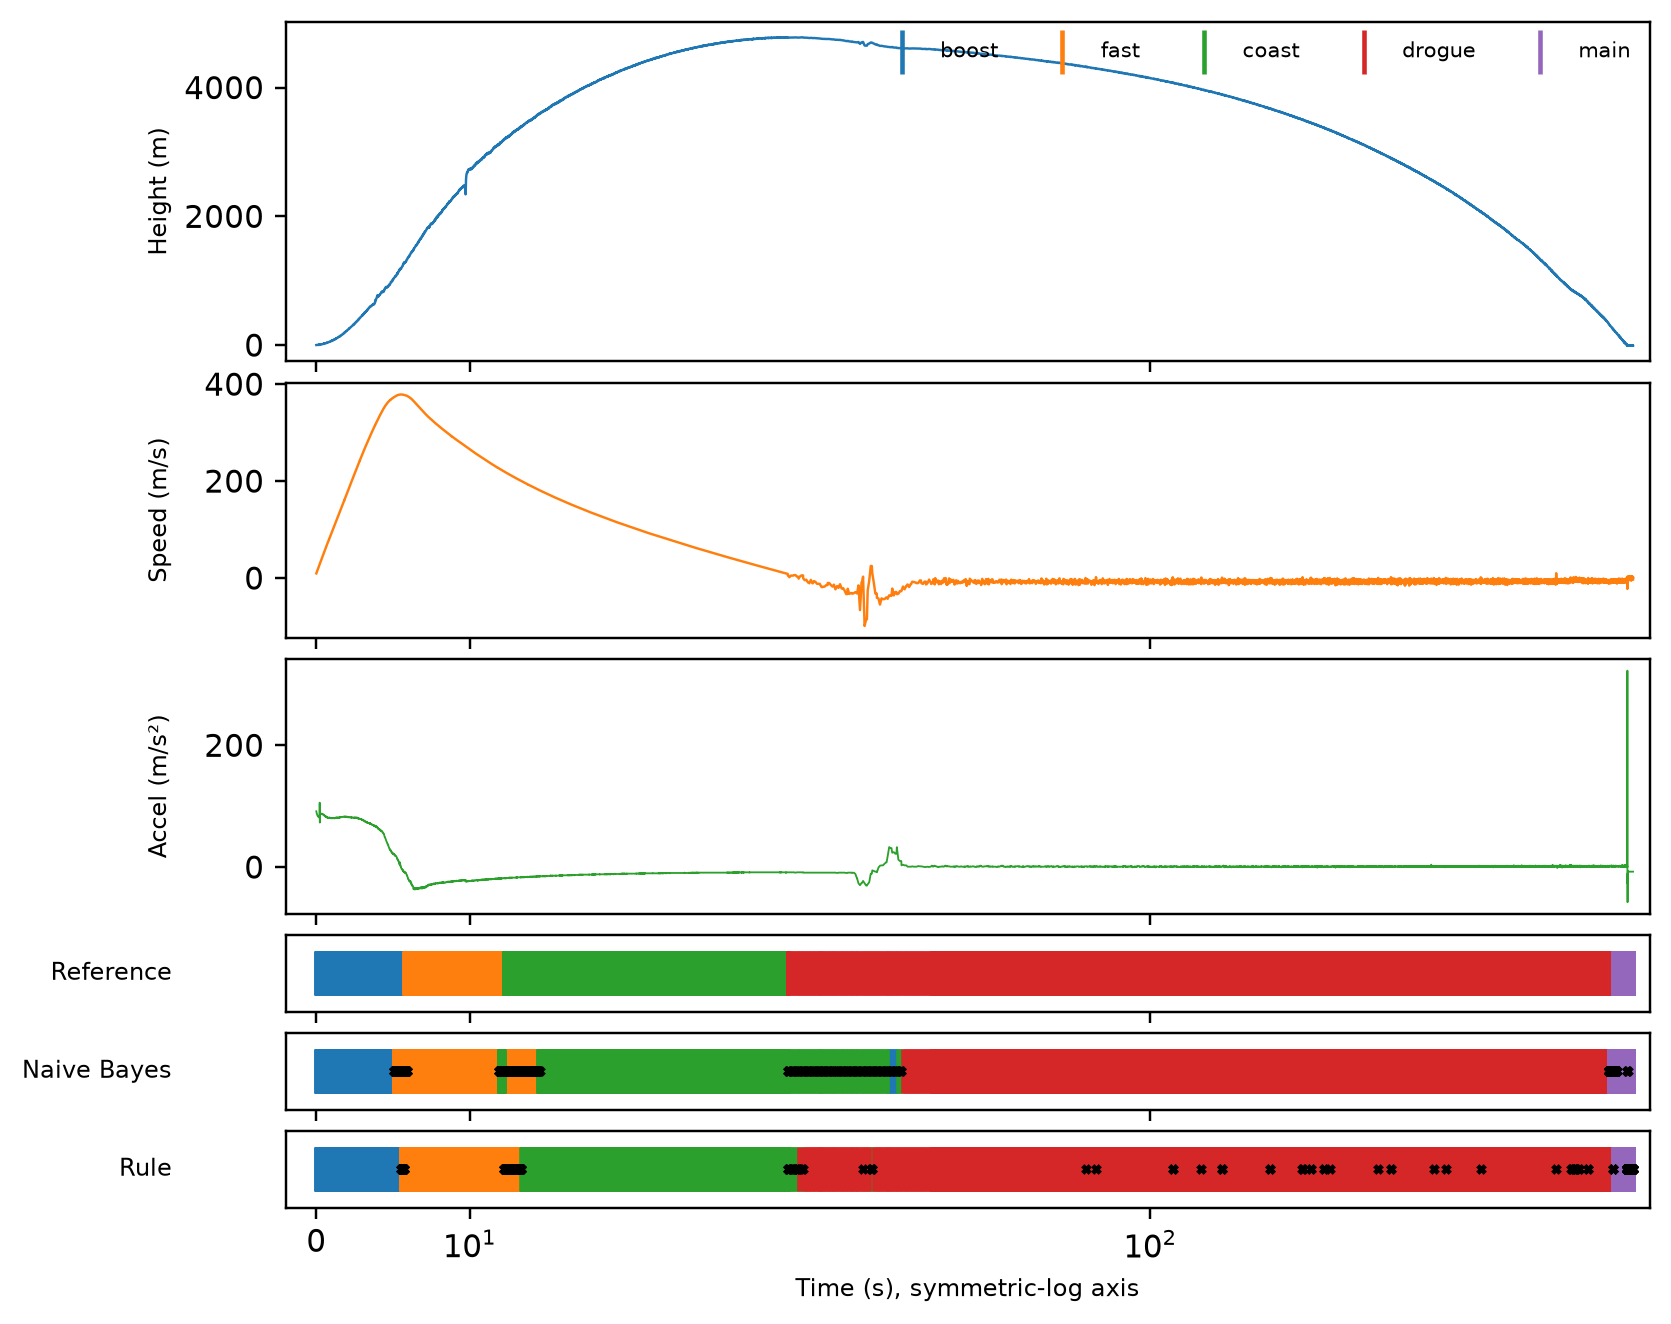 boost fast coast drogue main
4000
2000
0
Height (m)
400
200
0
Speed (m/s)
200
0
Accel (m/s²)
Reference
Naive Bayes
Rule
0 10¹ 10²
Time (s), symmetric-log axis